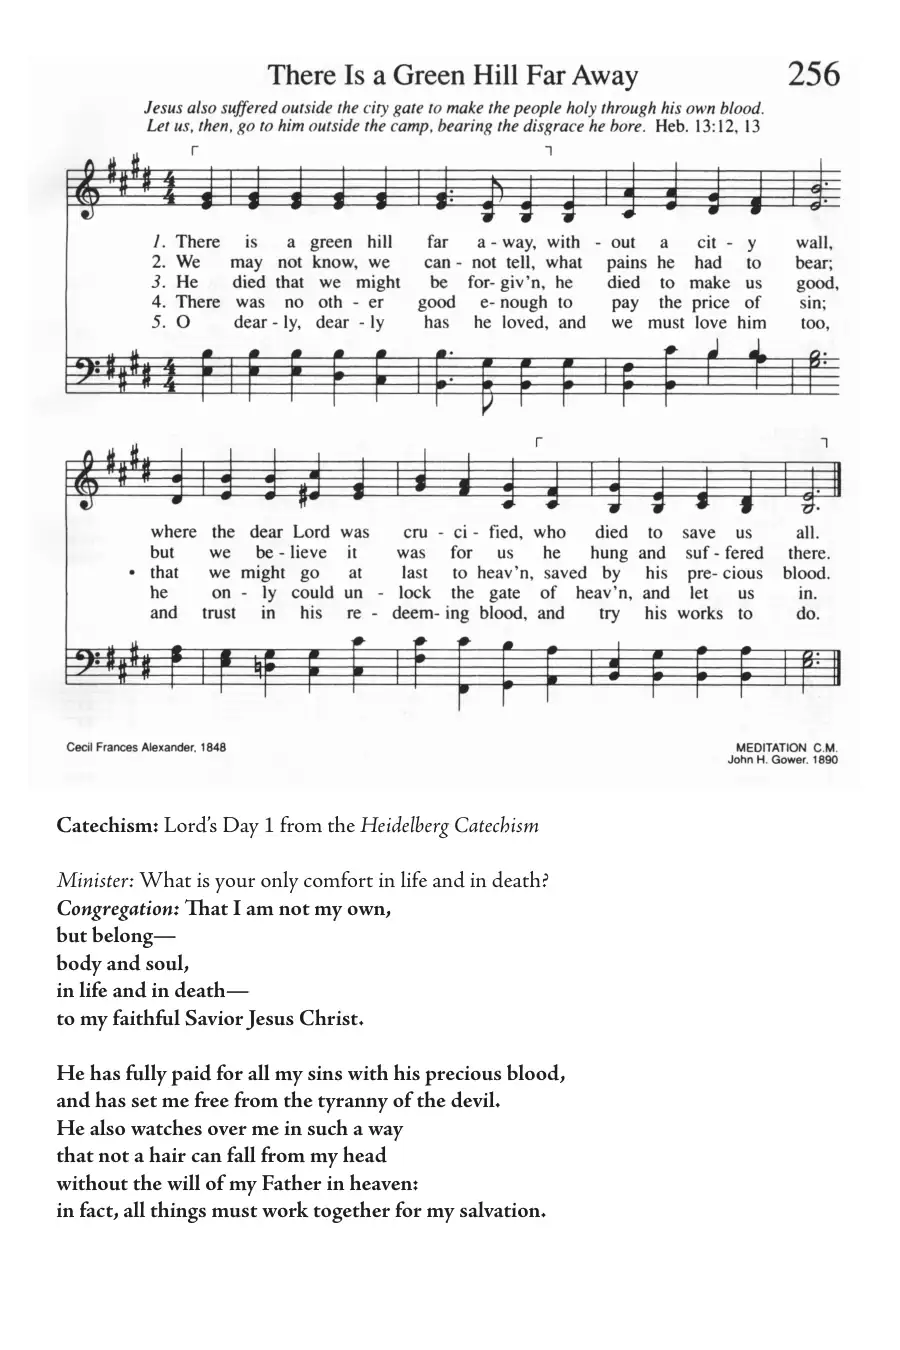 There Is a Green Hill Far Away 256
Jesus also suffered outside the city gate to make the people holy through his own blood.
Let us, then, go to him outside the camp, bearing the disgrace he bore. Heb. 13:12, 13
1. There is a green hill far a - way, with - out a cit - y wall,
2. We may not know, we can - not tell, what pains he had to bear;
3. He died that we might be for- giv'n, he died to make us good,
4. There was no oth - er good e- nough to pay the price of sin;
5. O dear - ly, dear - ly has he loved, and we must love him too,
where the dear Lord was cru - ci - fied, who died to save us all.
but we be - lieve it was for us he hung and suf - fered there.
• that we might go at last to heav'n, saved by his pre- cious blood.
he on - ly could un - lock the gate of heav'n, and let us in.
and trust in his re - deem- ing blood, and try his works to do.
Cecil Frances Alexander, 1848
MEDITATION C.M.
John H. Gower, 1890
Catechism: Lord's Day 1 from the Heidelberg Catechism
Minister: What is your only comfort in life and in death?
Congregation: That I am not my own,
but belong—
body and soul,
in life and in death—
to my faithful Savior Jesus Christ.
He has fully paid for all my sins with his precious blood,
and has set me free from the tyranny of the devil.
He also watches over me in such a way
that not a hair can fall from my head
without the will of my Father in heaven:
in fact, all things must work together for my salvation.